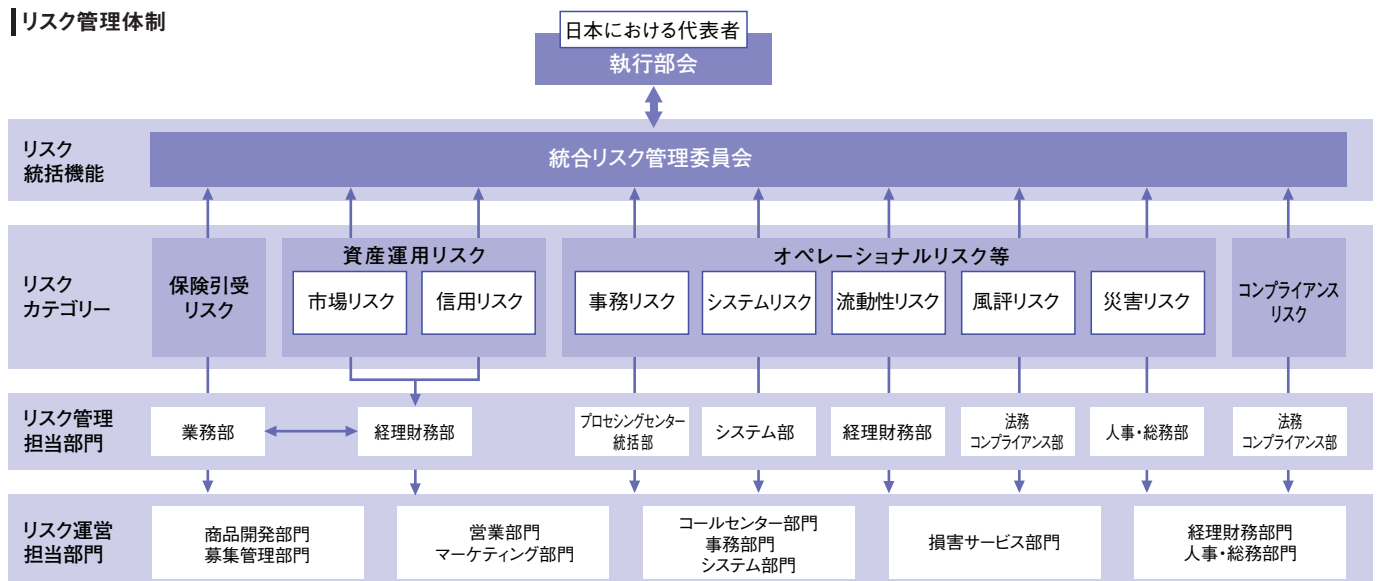 リスク管理体制
日本における代表者
執行部会
リスク
統括機能
統合リスク管理委員会
リスク
カテゴリー
保険引受
リスク
資産運用リスク
市場リスク
信用リスク
オペレーショナルリスク等
事務リスク
システムリスク
流動性リスク
風評リスク
災害リスク
コンプライアンス
リスク
リスク管理
担当部門
業務部
経理財務部
プロセシングセンター
統括部
システム部
経理財務部
法務
コンプライアンス部
人事・総務部
法務
コンプライアンス部
リスク運営
担当部門
商品開発部門
募集管理部門
営業部門
マーケティング部門
コールセンター部門
事務部門
システム部門
損害サービス部門
経理財務部門
人事・総務部門